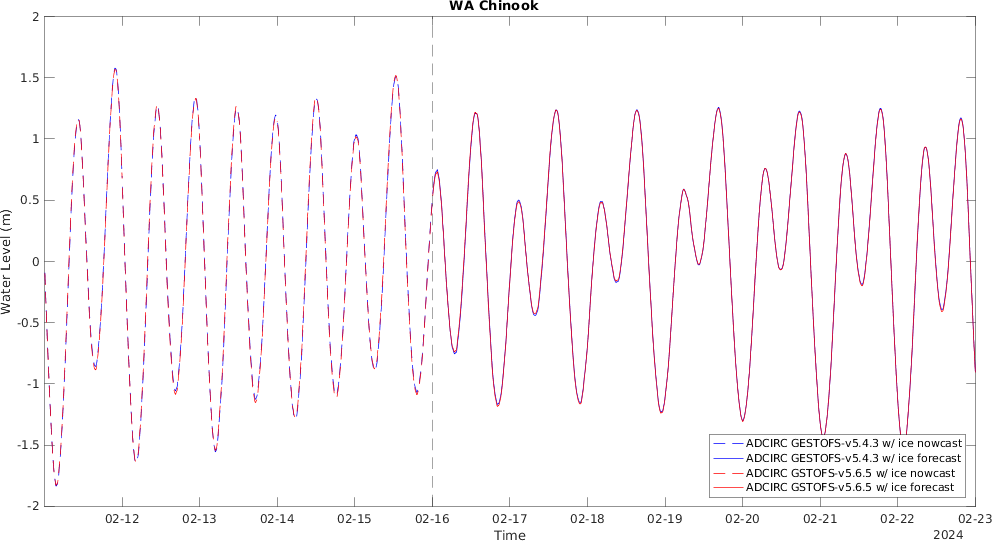 WA Chinook
2
1.5
1
0.5
0
-0.5
-1
-1.5
-2
Water Level (m)
ADCIRC GESTOFS-v5.4.3 w/ ice nowcast
ADCIRC GESTOFS-v5.4.3 w/ ice forecast
ADCIRC GSTOFS-v5.6.5 w/ ice nowcast
ADCIRC GSTOFS-v5.6.5 w/ ice forecast
02-12 02-13 02-14 02-15 02-16 02-17 02-18 02-19 02-20 02-21 02-22 02-23
Time
2024